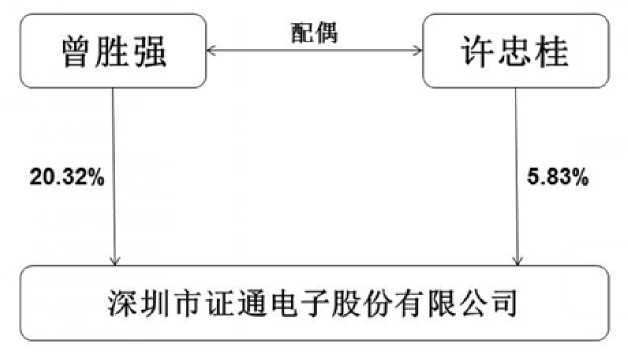 配偶
曾胜强
许忠桂
20.32%
5.83%
深圳市证通电子股份有限公司